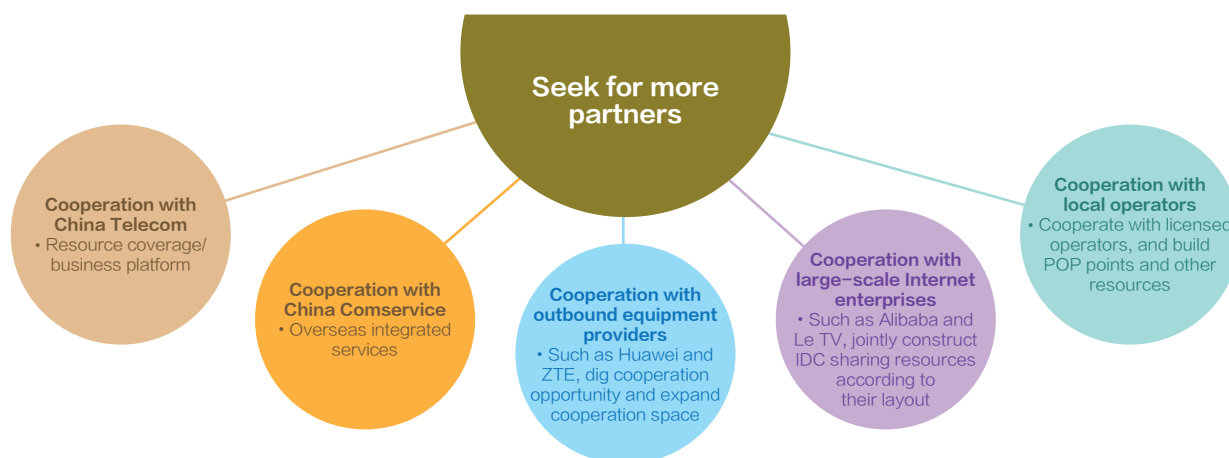 Seek for more
partners
Cooperation with
China Telecom
• Resource coverage/
business platform
Cooperation with
China Comservice
• Overseas integrated
services
Cooperation with
outbound equipment
providers
• Such as Huawei and
ZTE, dig cooperation
opportunity and expand
cooperation space
Cooperation with
large-scale Internet
enterprises
• Such as Alibaba and
Le TV, jointly construct
IDC sharing resources
according to
their layout
Cooperation with
local operators
• Cooperate with licensed
operators, and build
POP points and other
resources